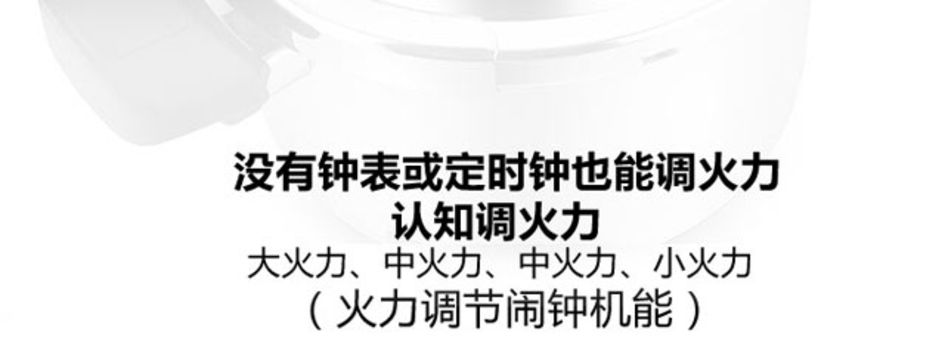 没有钟表或定时钟也能调火力
认知调火力
大火力、中火力、中火力、小火力
（火力调节闹钟机能）